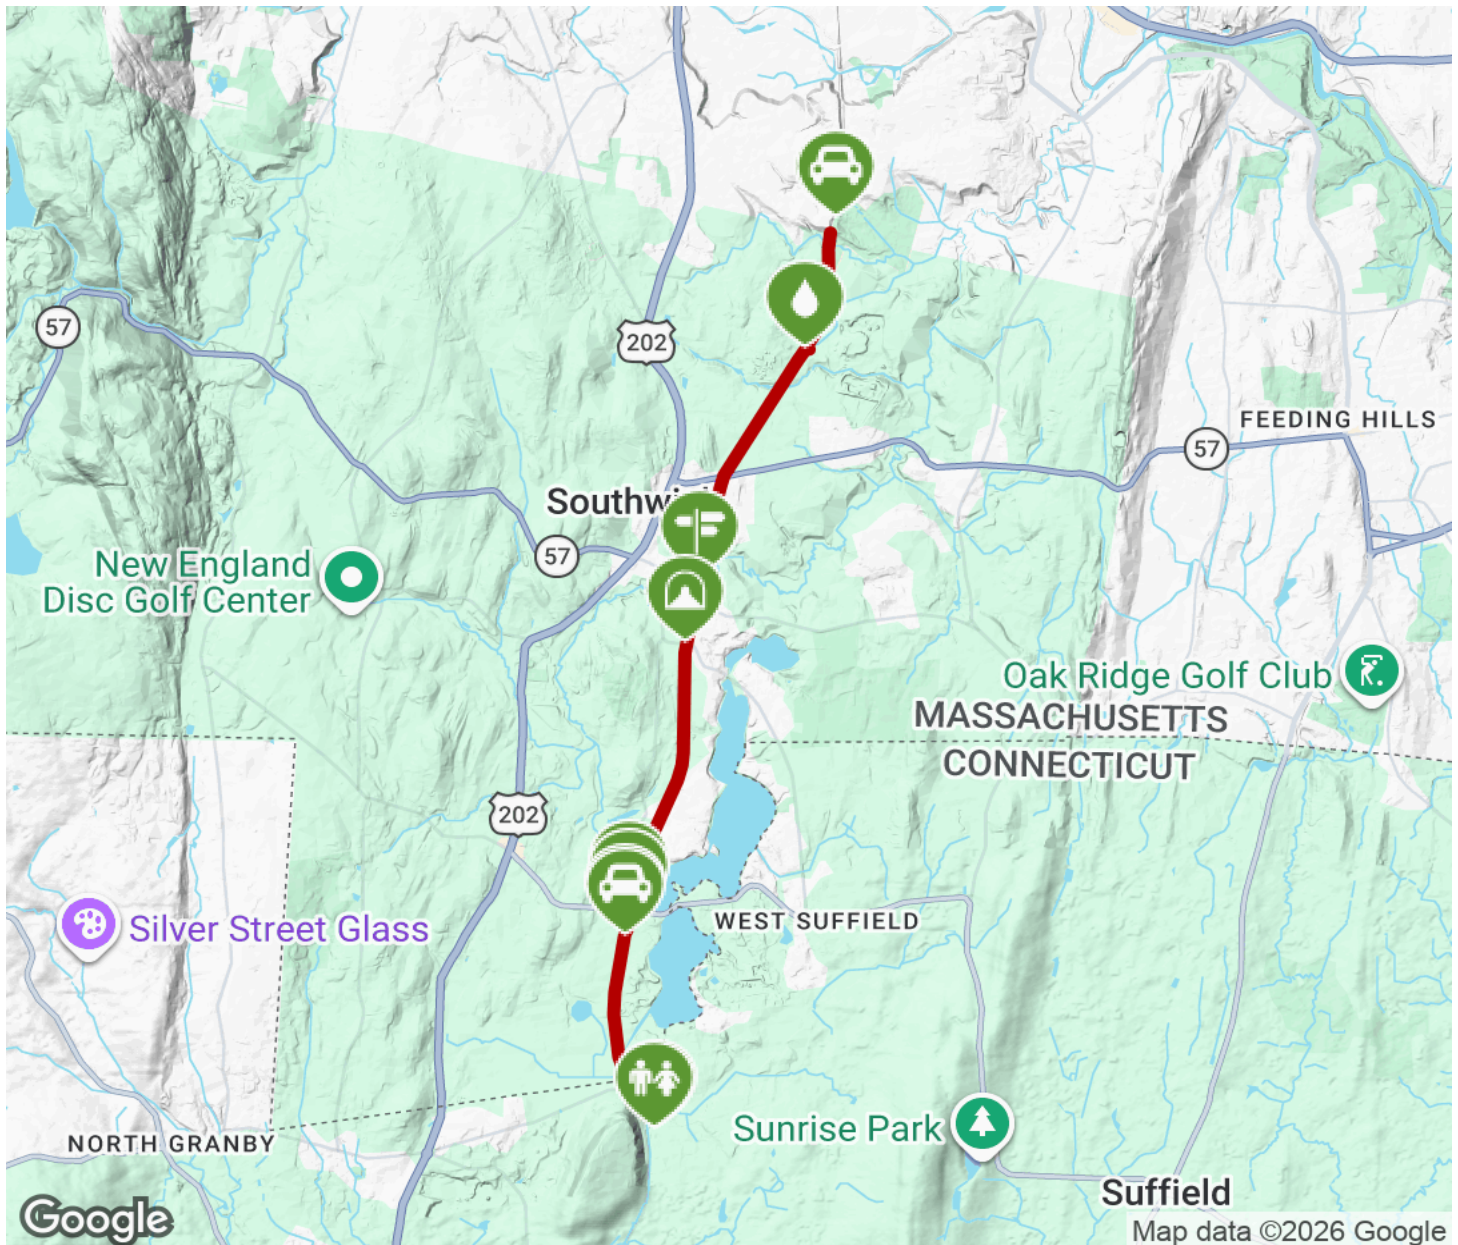 57
202
FEEDING HILLS
57
Southwi
57
New England
Disc Golf Center
Oak Ridge Golf Club
MASSACHUSETTS
CONNECTICUT
202
WEST SUFFIELD
Silver Street Glass
NORTH GRANBY
Sunrise Park
Suffield
Google
Map data ©2026 Google